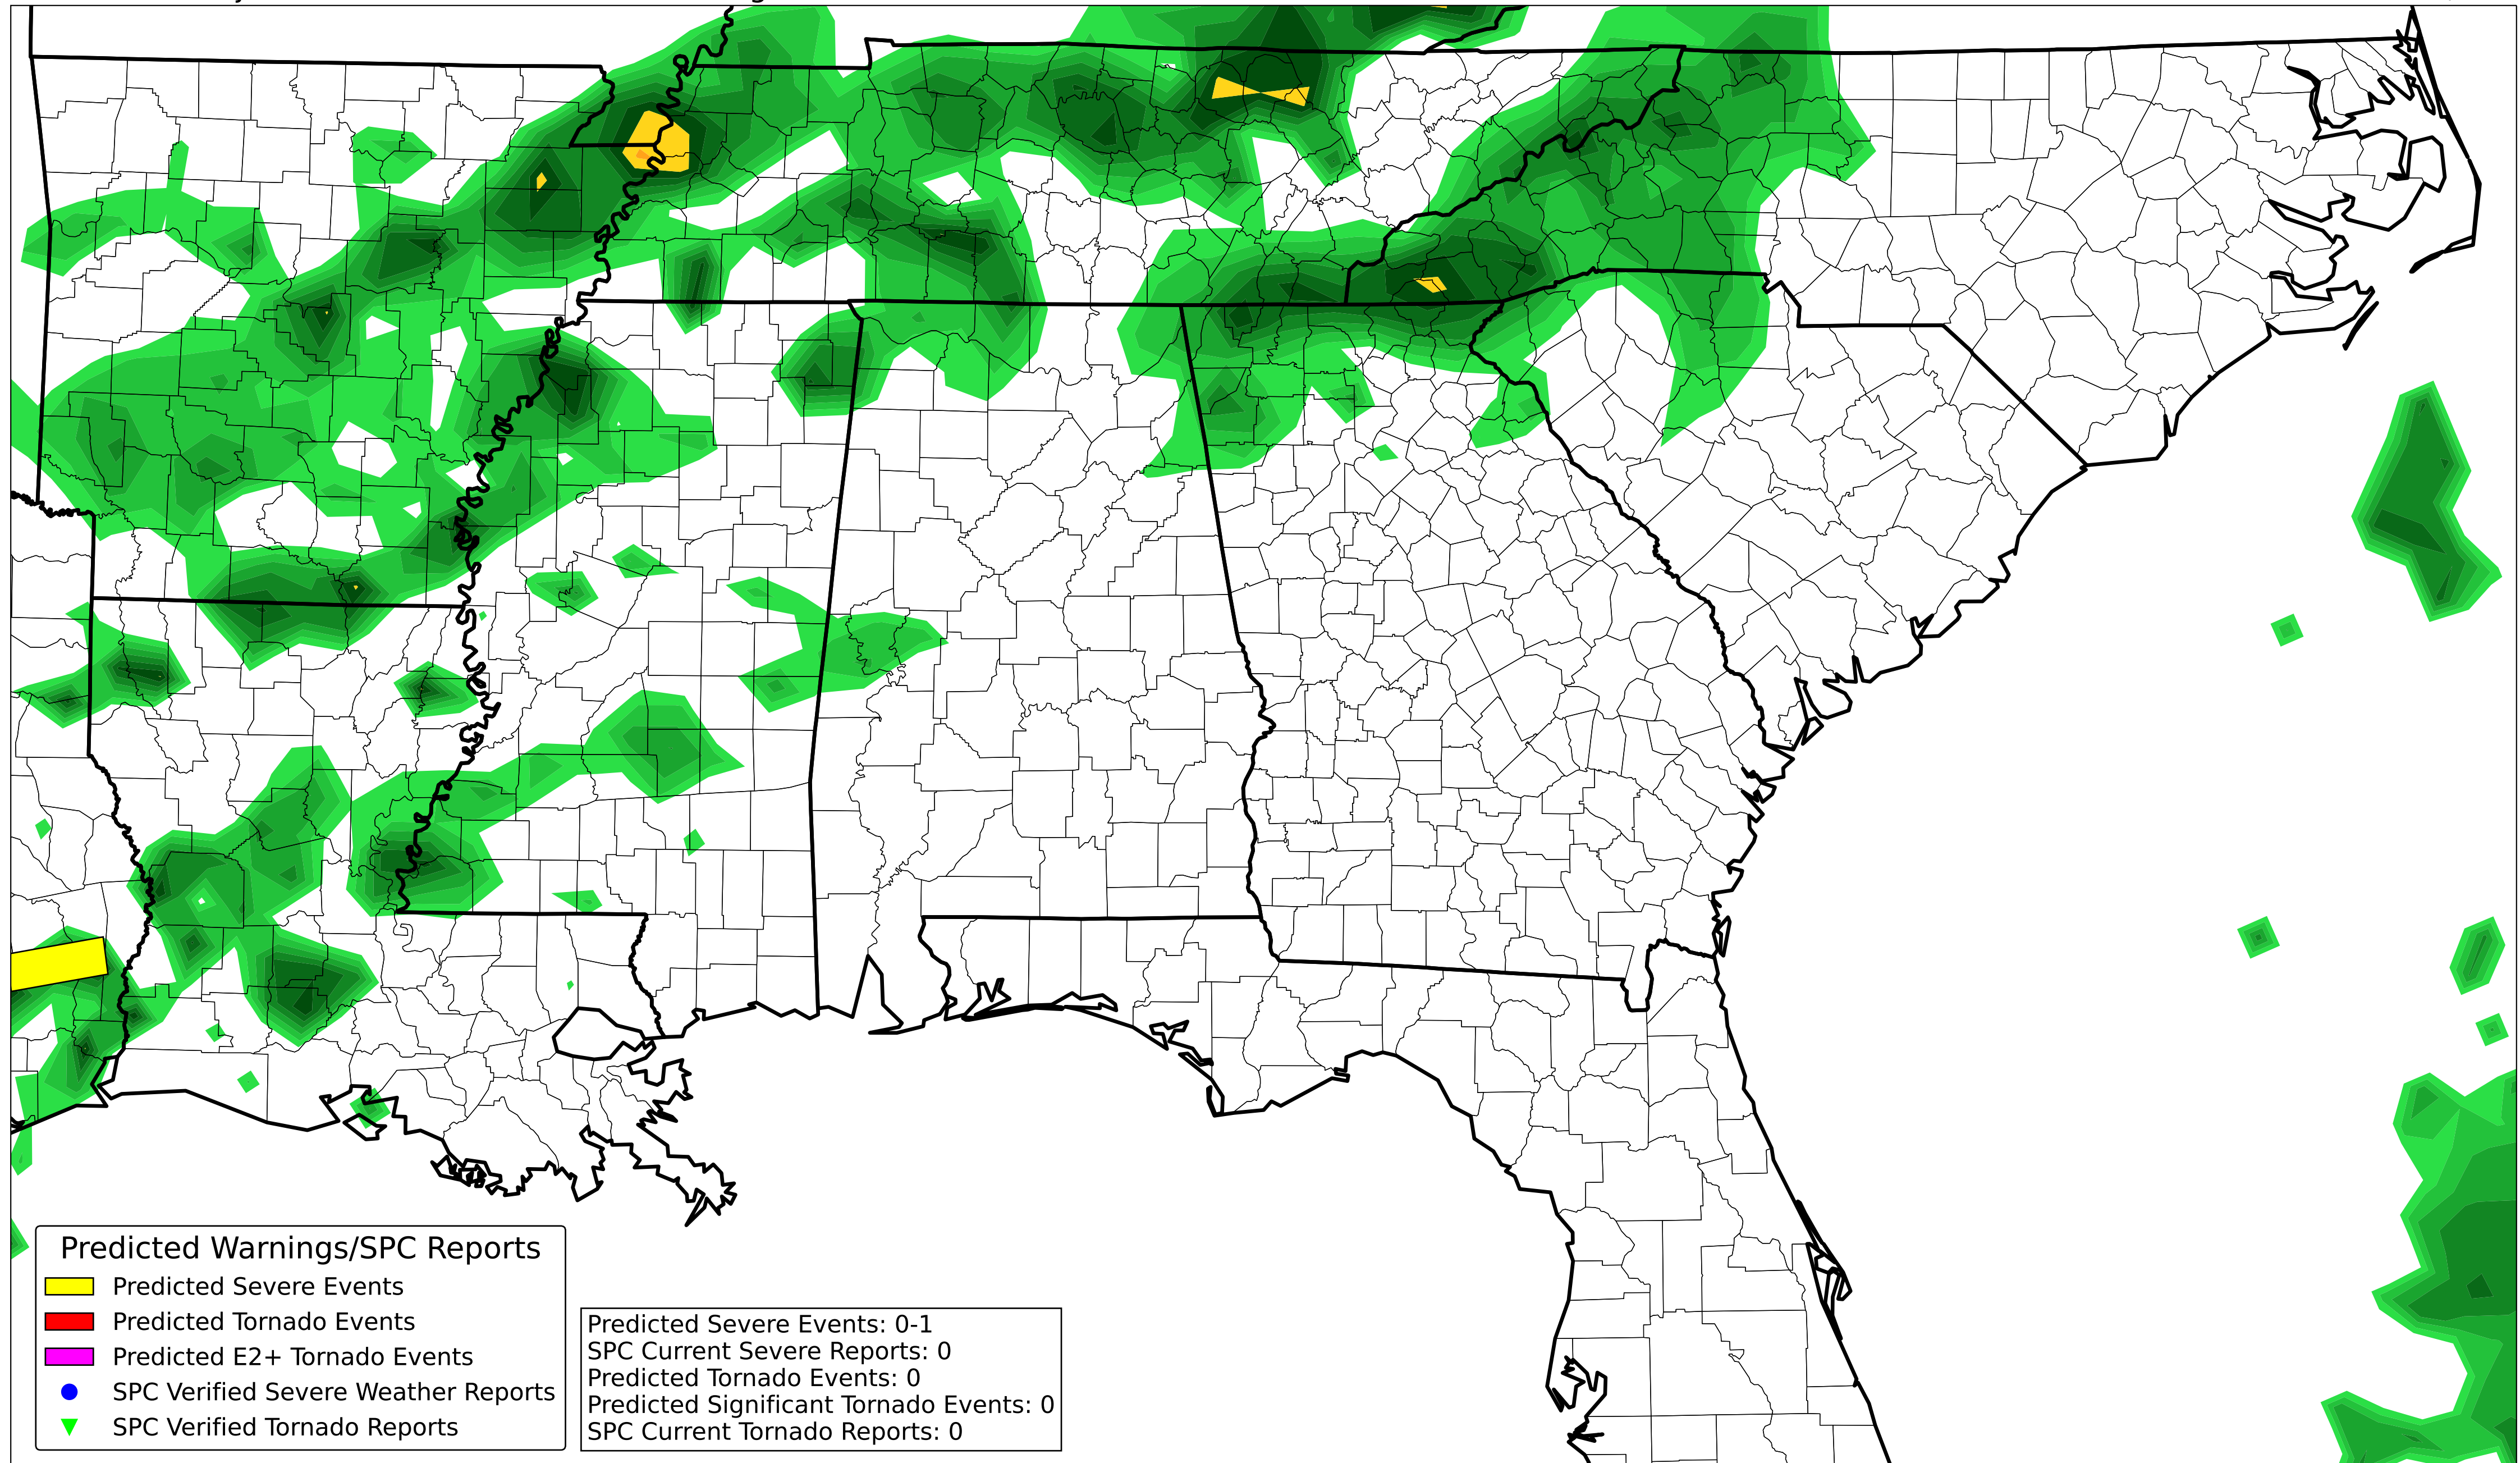 Predicted Warnings/SPC Reports
Predicted Severe Events
Predicted Tornado Events
Predicted E2+ Tornado Events
SPC Verified Severe Weather Reports
SPC Verified Tornado Reports
Predicted Severe Events: 0-1
SPC Current Severe Reports: 0
Predicted Tornado Events: 0
Predicted Significant Tornado Events: 0
SPC Current Tornado Reports: 0